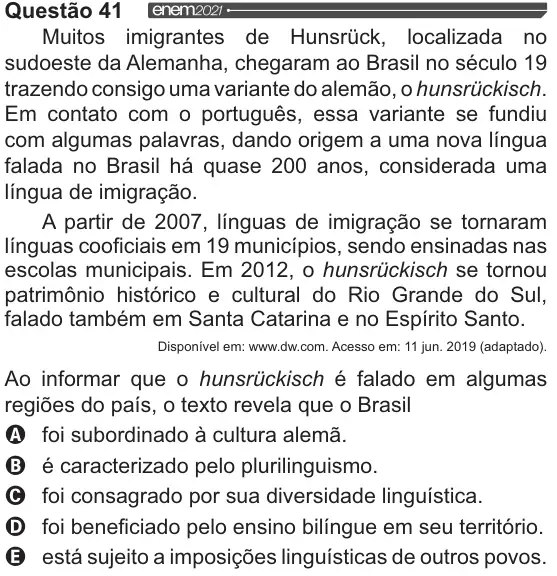 Questão 41 enem2021
Muitos imigrantes de Hunsrück, localizada no
sudoeste da Alemanha, chegaram ao Brasil no século 19
trazendo consigo uma variante do alemão, o hunsrückisch.
Em contato com o português, essa variante se fundiu
com algumas palavras, dando origem a uma nova língua
falada no Brasil há quase 200 anos, considerada uma
língua de imigração.
A partir de 2007, línguas de imigração se tornaram
línguas cooficiais em 19 municípios, sendo ensinadas nas
escolas municipais. Em 2012, o hunsrückisch se tornou
patrimônio histórico e cultural do Rio Grande do Sul,
falado também em Santa Catarina e no Espírito Santo.
Disponível em: www.dw.com. Acesso em: 11 jun. 2019 (adaptado).
Ao informar que o hunsrückisch é falado em algumas
regiões do país, o texto revela que o Brasil
A foi subordinado à cultura alemã.
B é caracterizado pelo plurilinguismo.
C foi consagrado por sua diversidade linguística.
D foi beneficiado pelo ensino bilíngue em seu território.
E está sujeito a imposições linguísticas de outros povos.